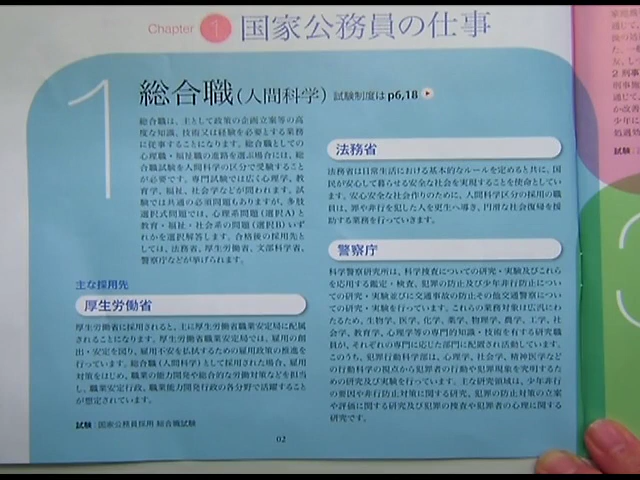 Chapter 1 国家公務員の仕事
1
総合職(人間科学) 試験制度は p6,18
総合職は、主として政策の企画立案等の高
度な知識、技術又は経験を必要とする業務
に従事することになります。総合職としての
心理職・福祉職の進路を選ぶ場合には、総
合職試験を人間科学の区分で受験すること
が必要です。専門試験では広く心理学、教
育学、福祉、社会学などが問われます。試
験では共通の必須問題もありますが、多肢
選択式問題では、心理系問題(選択A)と
教育・福祉・社会系の問題(選択B)いず
れかを選択解答します。合格後の採用先と
しては、法務省、厚生労働省、文部科学省、
警察庁などが挙げられます。
主な採用先
厚生労働省
厚生労働省に採用されると、主に厚生労働省職業安定局に配属
されることになります。厚生労働省職業安定局では、雇用の創
出・安定を図り、雇用不安を払拭するための雇用政策の推進を
行っています。総合職(人間科学)として採用された場合、雇用
対策をはじめ、職業の能力開発や総合的な労働対策などを担当
し、職業安定行政、職業能力開発行政の各分野で活躍すること
が想定されています。
試験:国家公務員採用 総合職試験
法務省
法務省は日常生活における基本的なルールを定めると共に、国
民が安心して暮らせる安全な社会を実現することを使命としてい
ます。安心安全な社会作りのために、人間科学区分の採用の職
員は、罪や非行を犯した人を更生へ導き、円滑な社会復帰を援
助する業務を行っていきます。
警察庁
科学警察研究所は、科学捜査についての研究・実験及びこれら
を応用する鑑定・検査、犯罪の防止及び少年非行防止につい
ての研究・実験並びに交通事故の防止その他交通警察につい
ての研究・実験を行っています。これらの業務対象は広汎にわ
たるため、生物学、医学、化学、薬学、物理学、農学、工学、社
会学、教育学、心理学等の専門的知識・技術を有する研究職
員が、それぞれの専門に応じた部門に配置され活動しています。
このうち、犯罪行動科学部は、心理学、社会学、精神医学など
の行動科学の視点から犯罪者の行動や犯罪現象を究明するた
めの研究及び実験を行っています。主な研究領域は、少年非行
の要因や非行防止対策に関する研究、犯罪の防止対策の立案
や評価に関する研究及び犯罪の捜査や犯罪者の心理に関する
研究です。
02